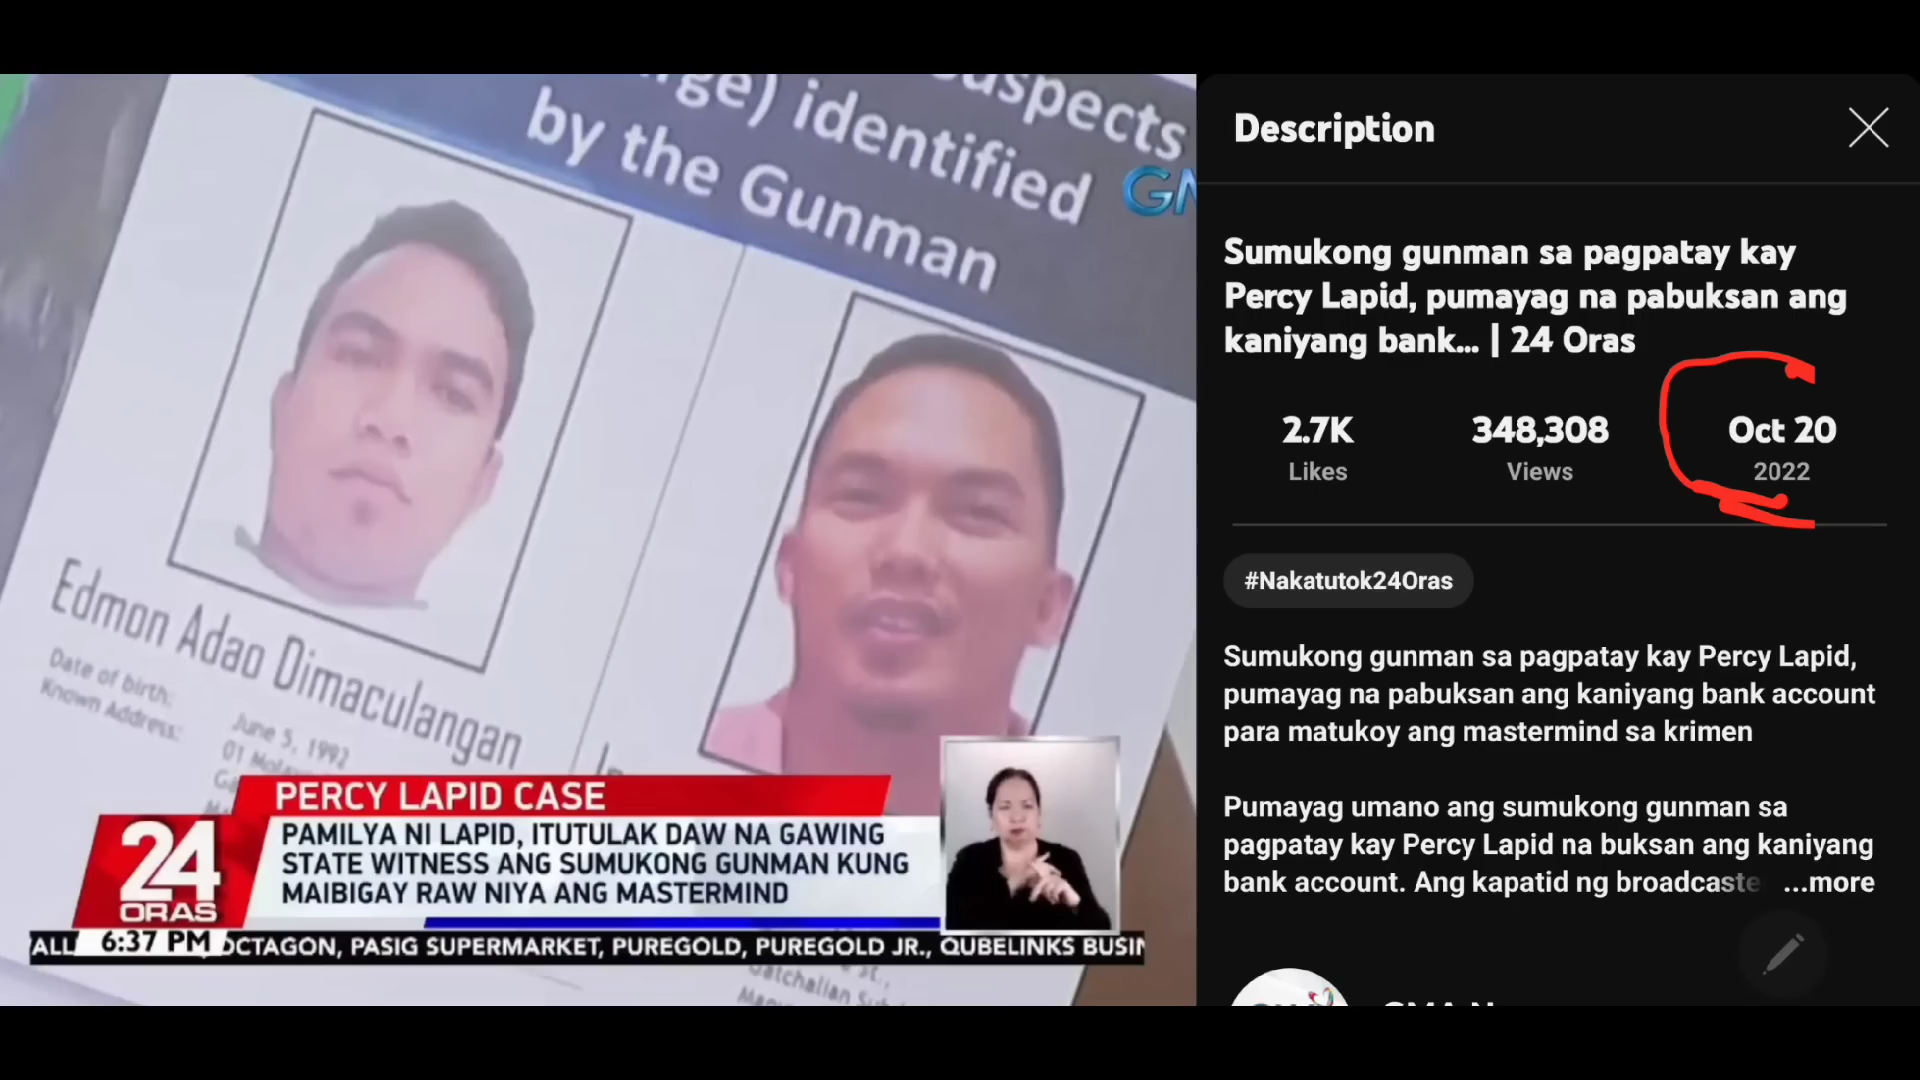 suspects
identified
by the Gunman
Edmon Adao Dimaculangan
Date of birth:
June 5, 1992
Known Address:
PERCY LAPID CASE
PAMILYA NI LAPID, ITUTULAK DAW NA GAWING
STATE WITNESS ANG SUMUKONG GUNMAN KUNG
MAIBIGAY RAW NIYA ANG MASTERMIND
24
ORAS
6:37 PM
OCTAGON, PASIG SUPERMARKET, PUREGOLD, PUREGOLD JR., QUBELINKS BUSIN
Gatchalian
Description
Sumukong gunman sa pagpatay kay
Percy Lapid, pumayag na pabuksan ang
kaniyang bank... | 24 Oras
2.7K
Likes
348,308
Views
Oct 20
2022
#Nakatutok24Oras
Sumukong gunman sa pagpatay kay Percy Lapid,
pumayag na pabuksan ang kaniyang bank account
para matukoy ang mastermind sa krimen
Pumayag umano ang sumukong gunman sa
pagpatay kay Percy Lapid na buksan ang kaniyang
bank account. Ang kapatid ng broadcaste ...more